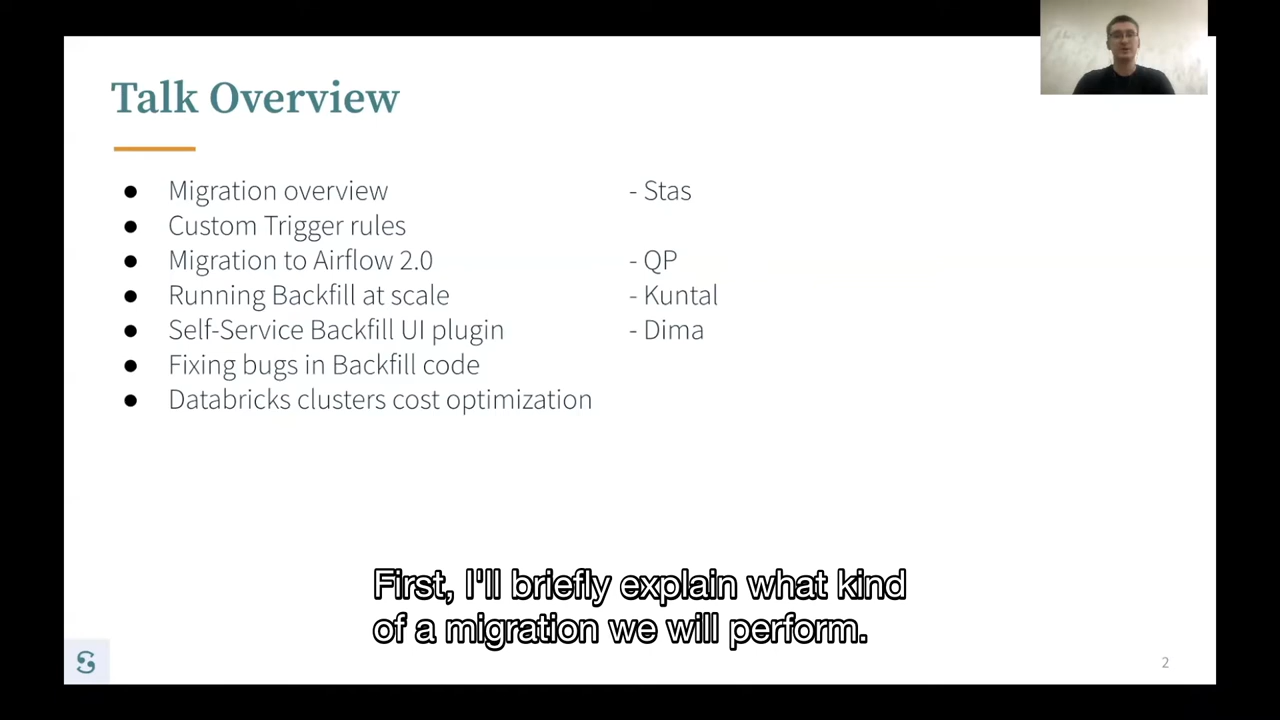 Talk Overview
● Migration overview - Stas
● Custom Trigger rules
● Migration to Airflow 2.0 - QP
● Running Backfill at scale - Kuntal
● Self-Service Backfill UI plugin - Dima
● Fixing bugs in Backfill code
● Databricks clusters cost optimization
First, I'll briefly explain what kind
of a migration we will perform.
2